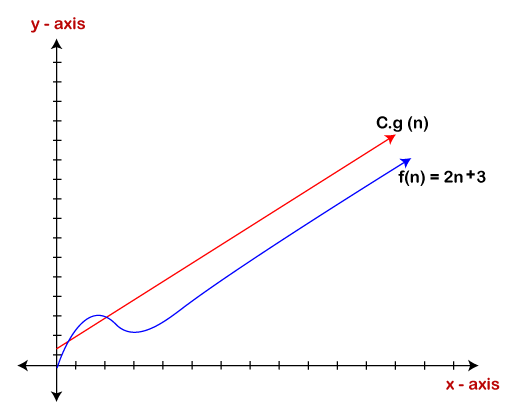 y - axis
C.g (n)
f(n) = 2n+3
x - axis